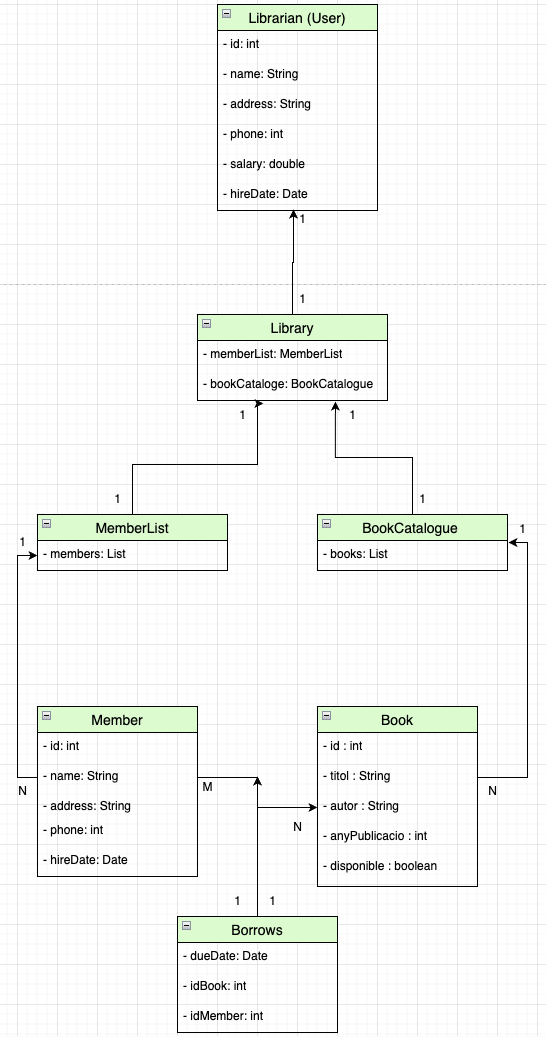 Librarian (User)
- id: int
- name: String
- address: String
- phone: int
- salary: double
- hireDate: Date
1
1
Library
- memberList: MemberList
- bookCataloge: BookCatalogue
1
1
1
1
MemberList
- members: List
BookCatalogue
- books: List
1
1
Member
- id: int
- name: String
- address: String
- phone: int
- hireDate: Date
Book
- id : int
- titol : String
- autor : String
- anyPublicacio : int
- disponible : boolean
N
M
N
N
1
1
Borrows
- dueDate: Date
- idBook: int
- idMember: int